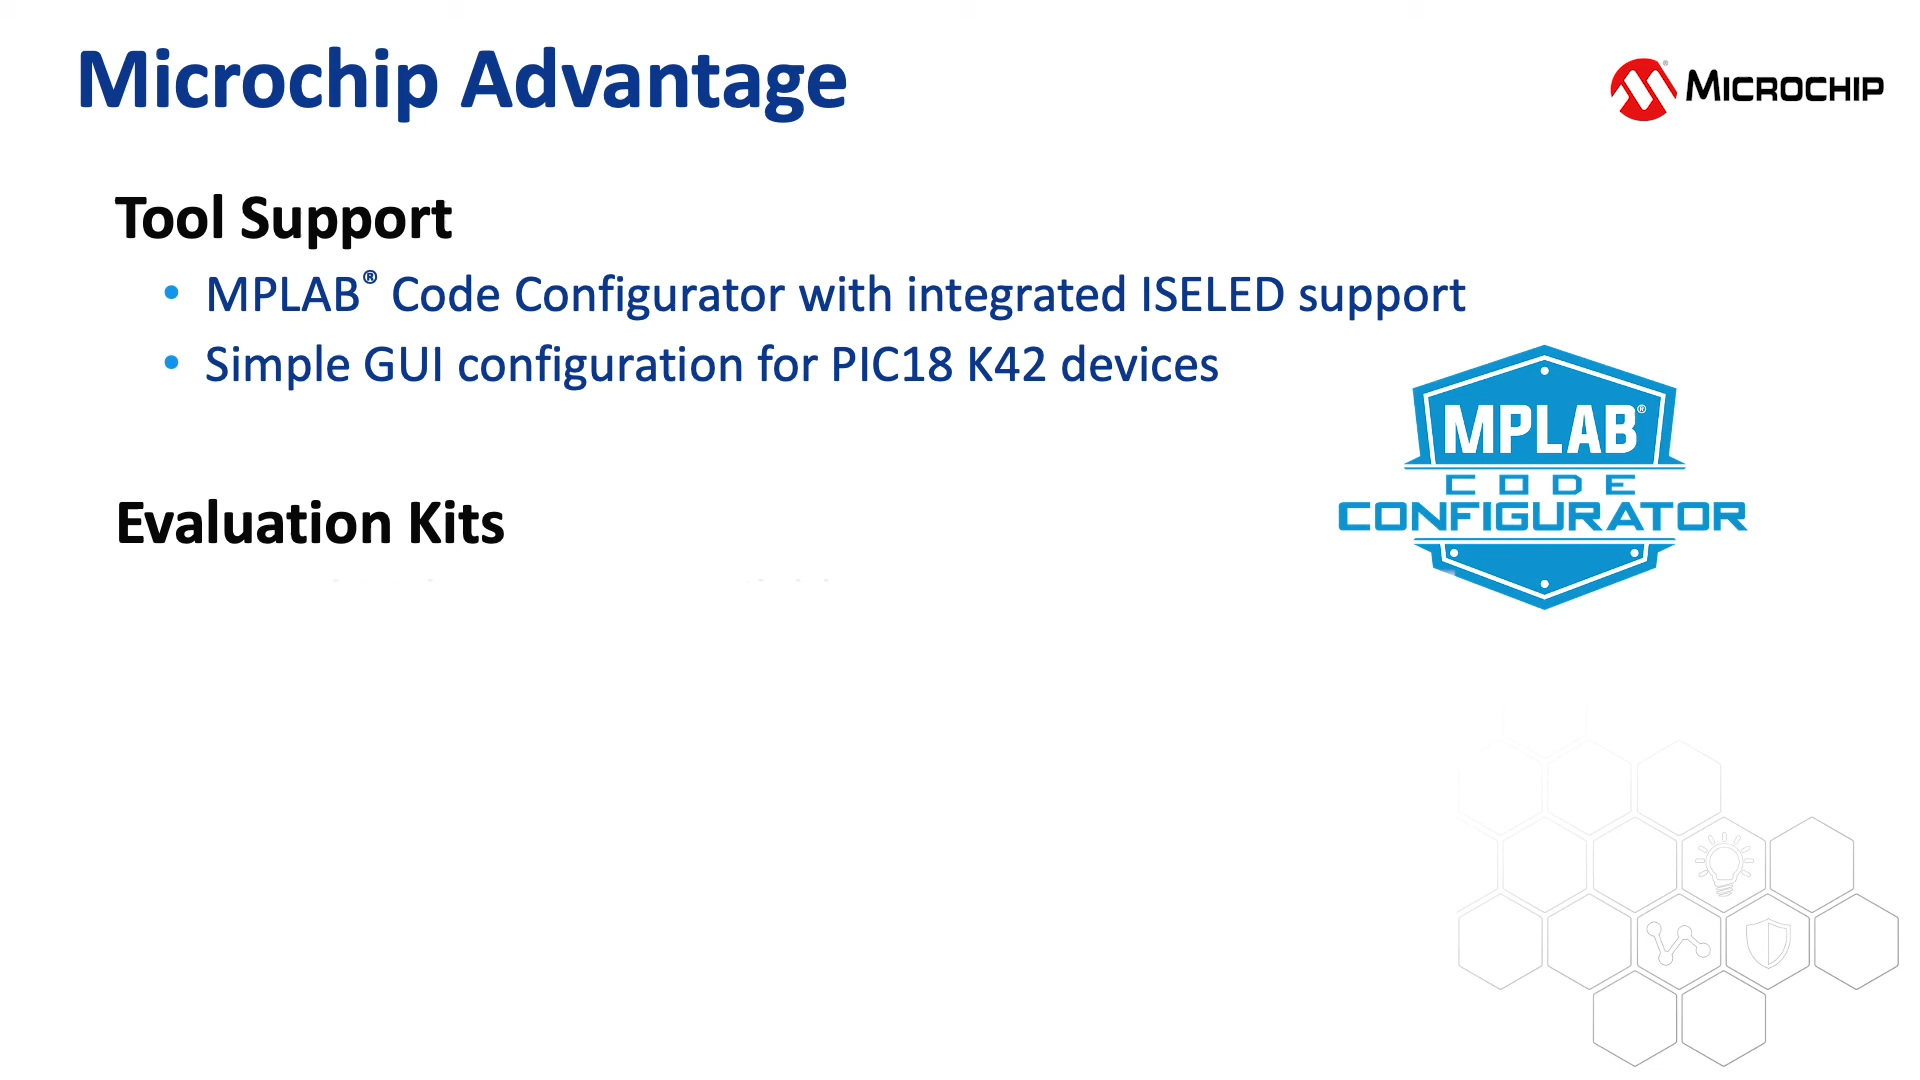 Microchip Advantage
MICROCHIP
Tool Support
• MPLAB® Code Configurator with integrated ISELED support
• Simple GUI configuration for PIC18 K42 devices
MPLAB®
CODE
CONFIGURATOR
Evaluation Kits